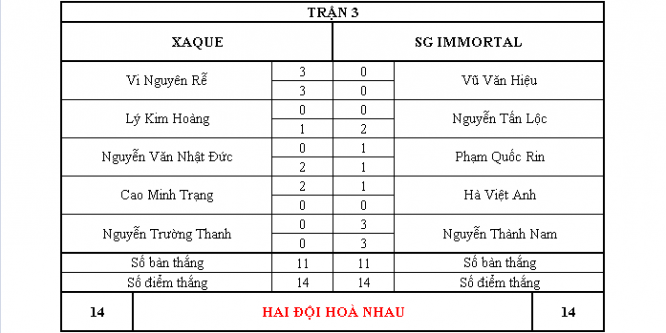 TRẬN 3
XAQUE SG IMMORTAL
Vi Nguyên Rễ 3 0 Vũ Văn Hiệu
3 0
Lý Kim Hoàng 0 0 Nguyễn Tấn Lộc
1 2
Nguyễn Văn Nhật Đức 0 1 Phạm Quốc Rin
2 1
Cao Minh Trạng 2 1 Hà Việt Anh
0 0
Nguyễn Trường Thanh 0 3 Nguyễn Thành Nam
0 3
Số bàn thắng 11 11 Số bàn thắng
Số điểm thắng 14 14 Số điểm thắng
14 HAI ĐỘI HOÀ NHAU 14